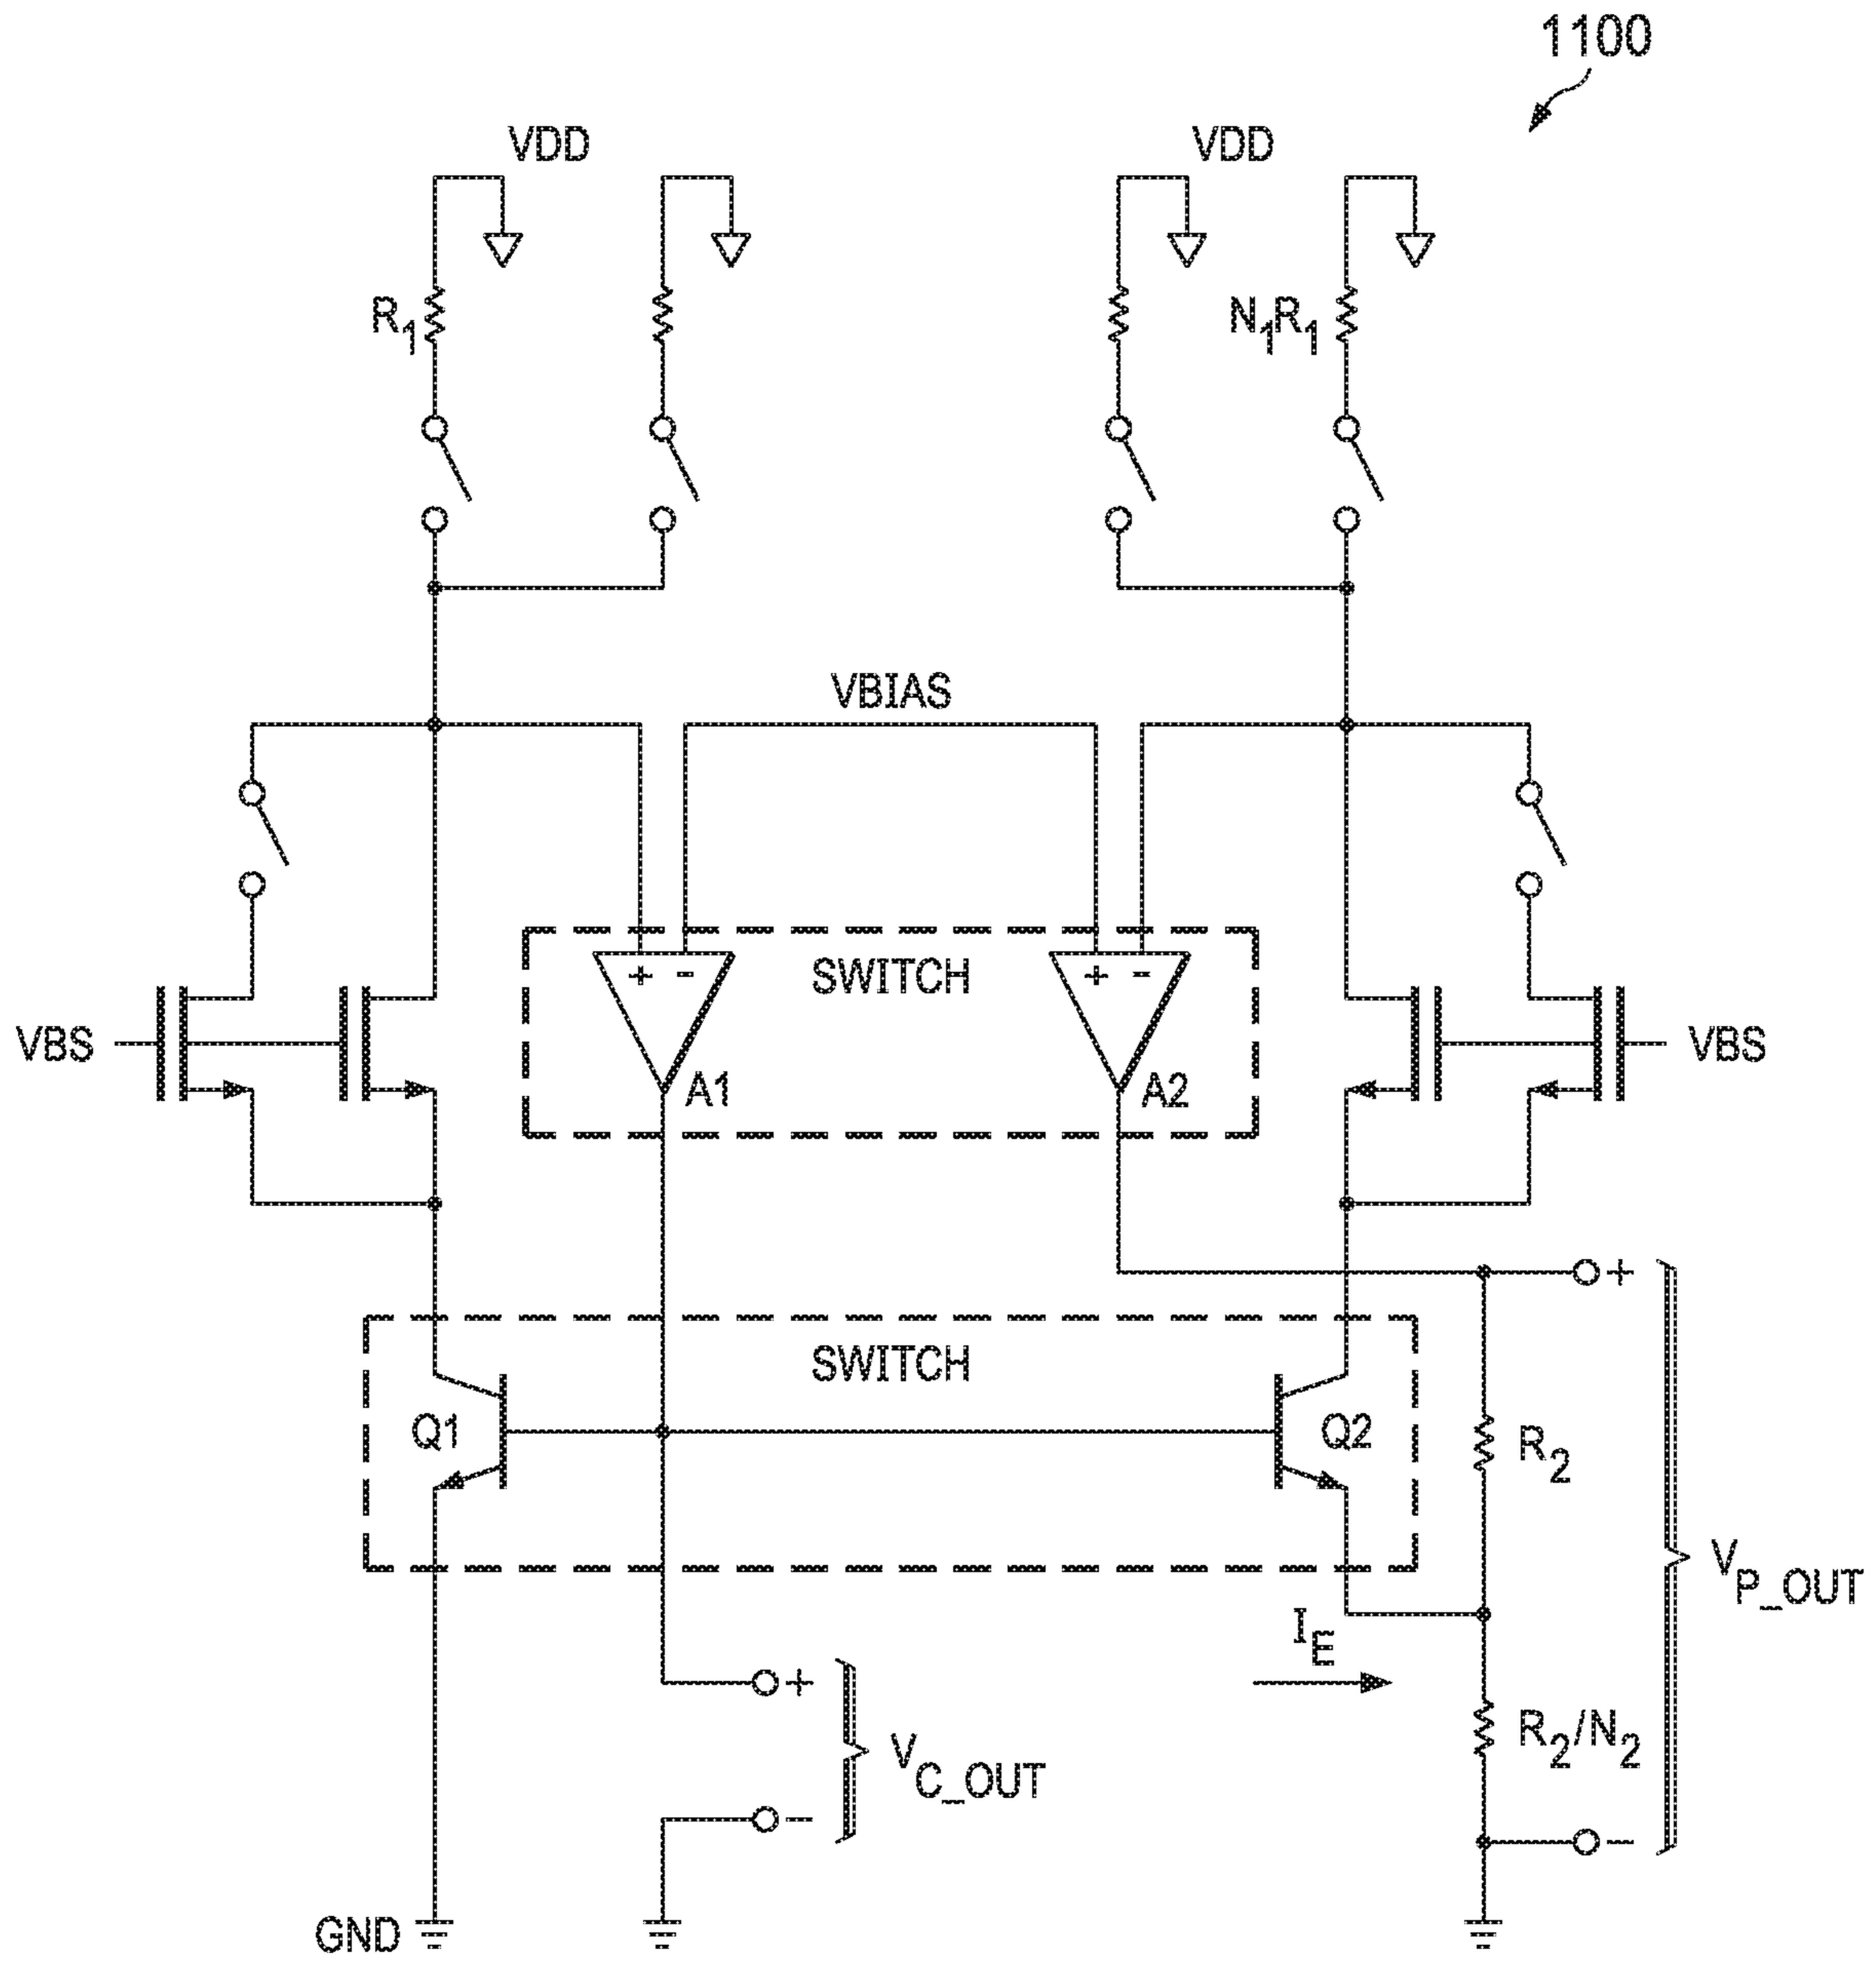 1100
VDD VDD
R1 N1R1
VBIAS
+ - SWITCH + -
VBS VBS
A1 A2
+
SWITCH
Q1 Q2 R2
VP_OUT
IE
+
R2/N2
VC_OUT
-
-
GND